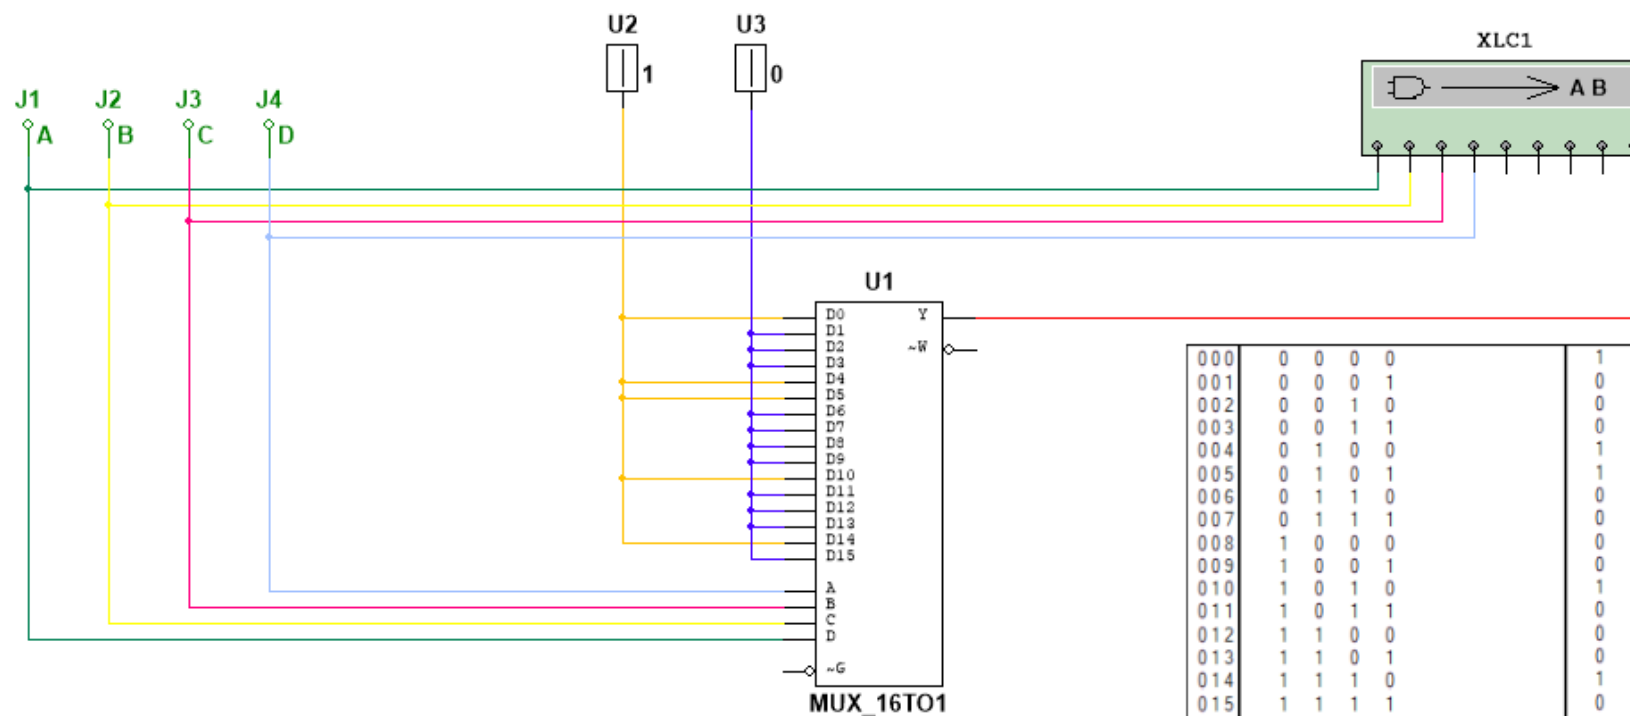 U2 U3
XLC1
1 0
A B
J1 J2 J3 J4
A B C D
U1
D0 Y
D1
D2 ~W
D3
D4
D5
D6
D7
D8
D9
D10
D11
D12
D13
D14
D15
A
B
C
D
~G
MUX_16TO1
000 0 0 0 0 1
001 0 0 0 1 0
002 0 0 1 0 0
003 0 0 1 1 0
004 0 1 0 0 1
005 0 1 0 1 1
006 0 1 1 0 0
007 0 1 1 1 0
008 1 0 0 0 0
009 1 0 0 1 0
010 1 0 1 0 1
011 1 0 1 1 0
012 1 1 0 0 0
013 1 1 0 1 0
014 1 1 1 0 1
015 1 1 1 1 0